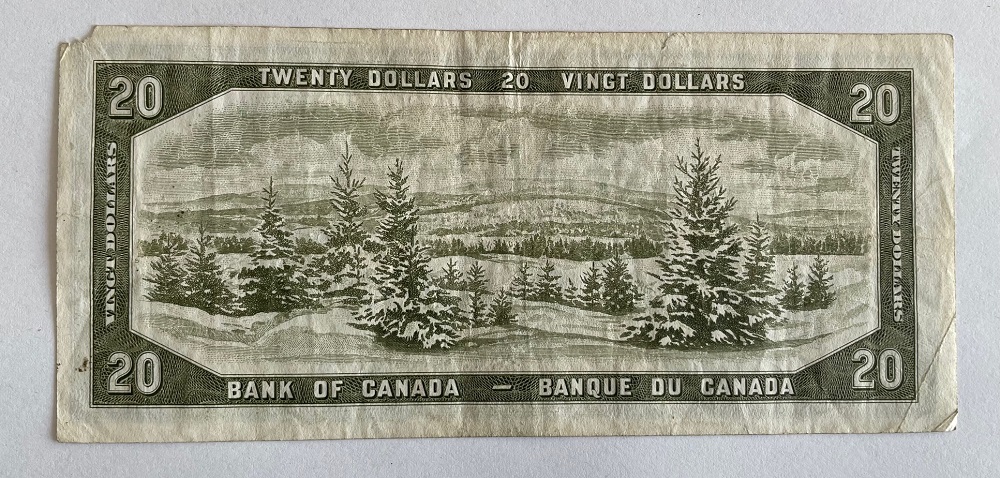 20 TWENTY DOLLARS 20 VINGT DOLLARS 20
VINGT DOLLARS
TWENTY DOLLARS
20 BANK OF CANADA — BANQUE DU CANADA 20